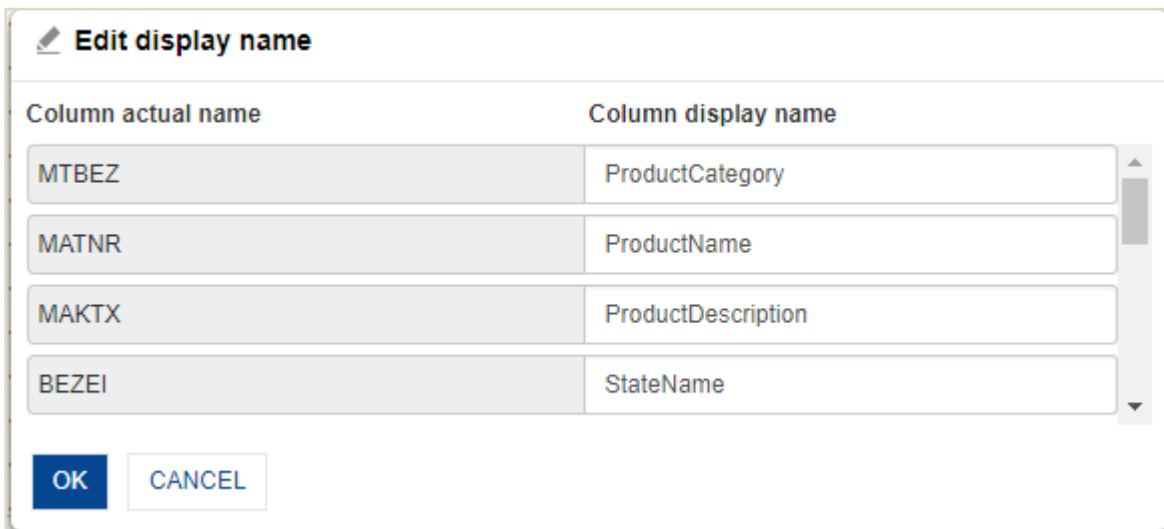 Edit display name
Column actual name Column display name
MTBEZ ProductCategory
MATNR ProductName
MAKTX ProductDescription
BEZEI StateName
OK CANCEL